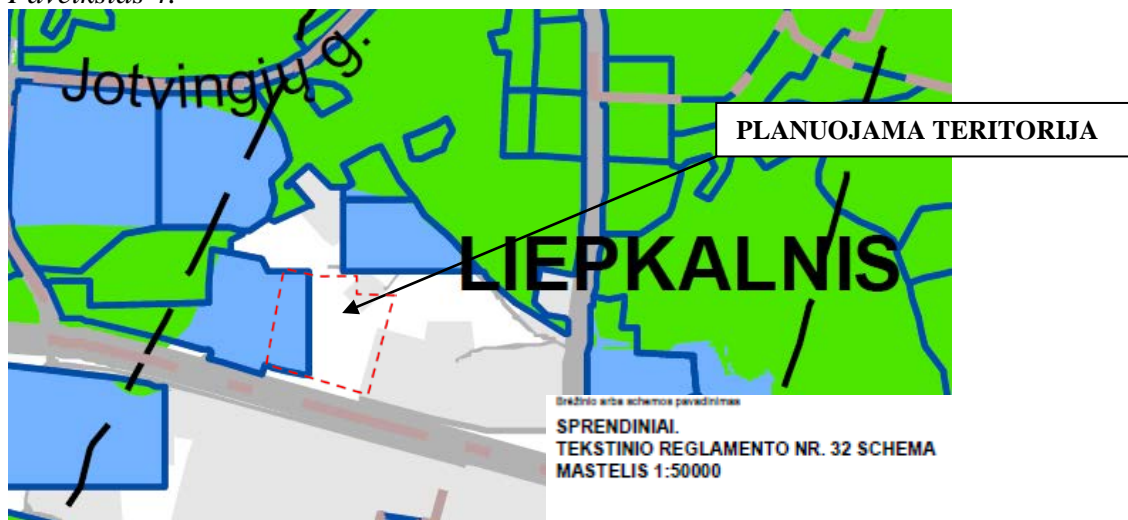 Paveikslas 4.
Jotvingių g.
PLANUOJAMA TERITORIJA
LIEPKALNIS
Brėžinio arba schemos pavadinimas
SPRENDINIAI.
TEKSTINIO REGLAMENTO NR. 32 SCHEMA
MASTELIS 1:50000